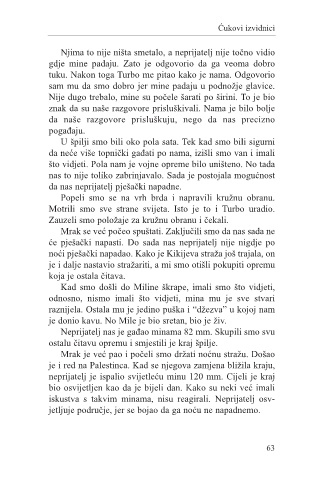 Ćukovi izvidnici
Njima to nije ništa smetalo, a neprijatelj nije točno vidio
gdje mine padaju. Zato je odgovorio da ga veoma dobro
tuku. Nakon toga Turbo me pitao kako je nama. Odgovorio
sam mu da smo dobro jer mine padaju u podnožje glavice.
Nije dugo trebalo, mine su počele šarati po širini. To je bio
znak da su naše razgovore prisluškivali. Nama je bilo bolje
da naše razgovore prisluškuju, nego da nas precizno
pogađaju.
U špilji smo bili oko pola sata. Tek kad smo bili sigurni
da neće više topnički gađati po nama, izišli smo van i imali
što vidjeti. Pola nam je vojne opreme bilo uništeno. No tada
nas to nije toliko zabrinjavalo. Sada je postojala mogućnost
da nas neprijatelj pješački napadne.
Popeli smo se na vrh brda i napravili kružnu obranu.
Motrili smo sve strane svijeta. Isto je to i Turbo uradio.
Zauzeli smo položaje za kružnu obranu i čekali.
Mrak se već počeo spuštati. Zaključili smo da nas sada ne
će pješački napasti. Do sada nas neprijatelj nije nigdje po
noći pješački napadao. Kako je Kikijeva straža još trajala, on
je i dalje nastavio stražariti, a mi smo otišli pokupiti opremu
koja je ostala čitava.
Kad smo došli do Miline škrape, imali smo što vidjeti,
odnosno, nismo imali što vidjeti, mina mu je sve stvari
raznijela. Ostala mu je jedino puška i “džezva” u kojoj nam
je donio kavu. No Mile je bio sretan, bio je živ.
Neprijatelj nas je gađao minama 82 mm. Skupili smo svu
ostalu čitavu opremu i smjestili je kraj špilje.
Mrak je već pao i počeli smo držati noćnu stražu. Došao
je i red na Palestinca. Kad se njegova zamjena bližila kraju,
neprijatelj je ispalio svijetleću minu 120 mm. Cijeli je kraj
bio osvijetljen kao da je bijeli dan. Kako su neki već imali
iskustva s takvim minama, nisu reagirali. Neprijatelj osv-
jetljuje područje, jer se bojao da ga noću ne napadnemo.
63